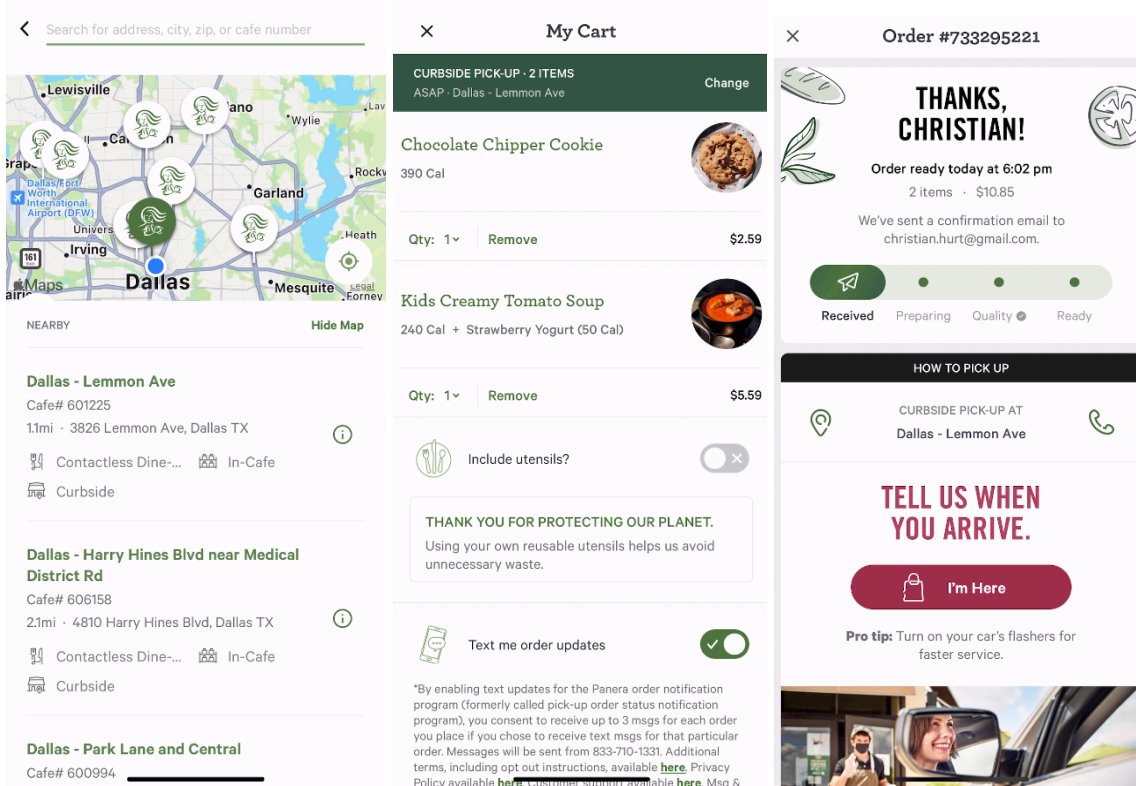 Search for address, city, zip, or cafe number
Lewisville
Wylie
Garland
Dallas/Fort
Worth
International
Airport (DFW)
Irving
Heath
161
Maps
Dallas
Mesquite
Legal
Forney
NEARBY
Hide Map
Dallas - Lemmon Ave
Cafe# 601225
1.1mi · 3826 Lemmon Ave, Dallas TX
Contactless Dine-...
In-Cafe
Curbside
Dallas - Harry Hines Blvd near Medical
District Rd
Cafe# 606158
2.1mi · 4810 Harry Hines Blvd, Dallas TX
Contactless Dine-...
In-Cafe
Curbside
Dallas - Park Lane and Central
Cafe# 600994
My Cart
CURBSIDE PICK-UP · 2 ITEMS
ASAP · Dallas - Lemmon Ave
Change
Chocolate Chipper Cookie
390 Cal
Qty: 1
Remove
$2.59
Kids Creamy Tomato Soup
240 Cal + Strawberry Yogurt (50 Cal)
Qty: 1
Remove
$5.59
Include utensils?
THANK YOU FOR PROTECTING OUR PLANET.
Using your own reusable utensils helps us avoid
unnecessary waste.
Text me order updates
*By enabling text updates for the Panera order notification
program (formerly called pick-up order status notification
program), you consent to receive up to 3 msgs for each order
you place if you chose to receive text msgs for that particular
order. Messages will be sent from 833-710-1331. Additional
terms, including opt out instructions, available here. Privacy
Policy available here. Customer support available here. Msg &
Order #733295221
THANKS,
CHRISTIAN!
Order ready today at 6:02 pm
2 items · $10.85
We've sent a confirmation email to
christian.hurt@gmail.com.
Received
Preparing
Quality
Ready
HOW TO PICK UP
CURBSIDE PICK-UP AT
Dallas - Lemmon Ave
TELL US WHEN
YOU ARRIVE.
I'm Here
Pro tip: Turn on your car's flashers for
faster service.